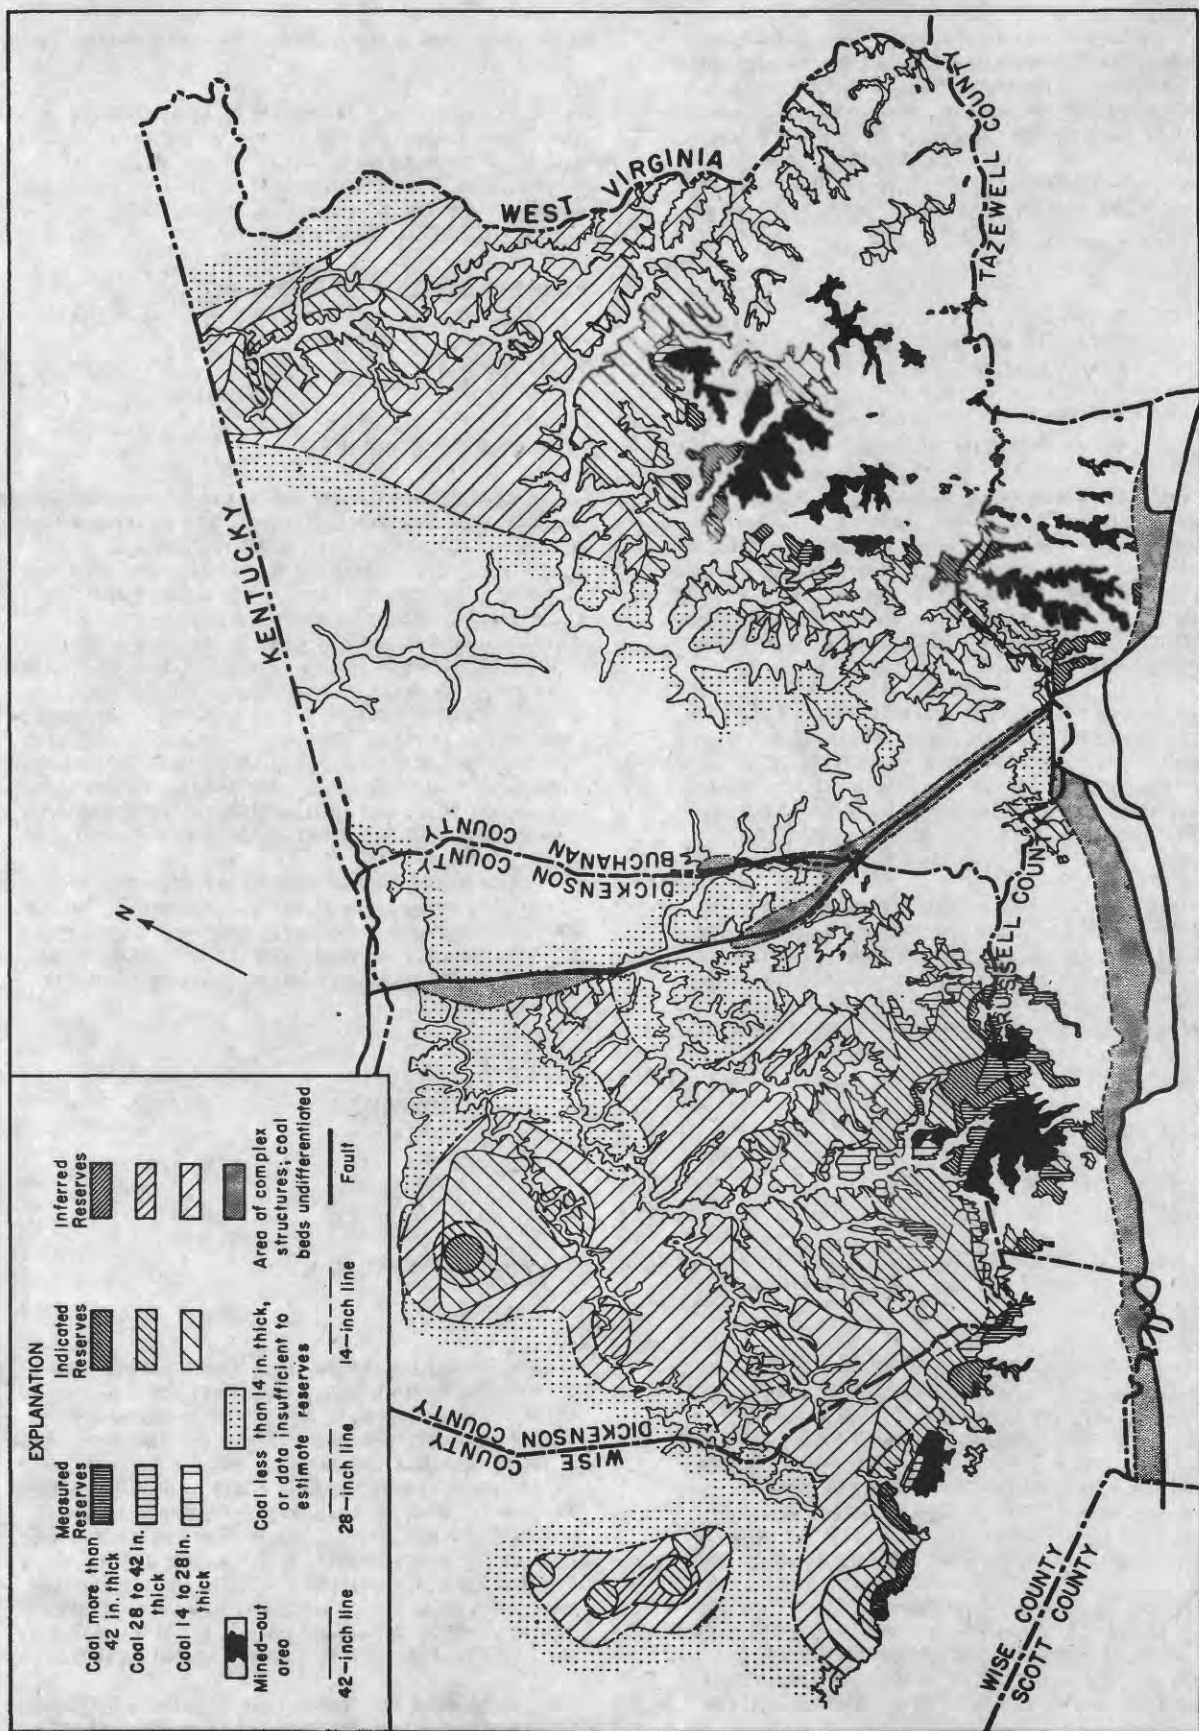 EXPLANATION
Measured
Reserves
Indicated
Reserves
Inferred
Reserves
Coal more than
42 in. thick
Coal 28 to 42 in.
thick
Coal 14 to 28 in.
thick
Mined-out
area
Coal less than 14 in. thick,
or data insufficient to
estimate reserves
Area of complex
structures; coal
beds undifferentiated
42-inch line
28-inch line
14-inch line
Fault
N
KENTUCKY
WEST VIRGINIA
BUCHANAN COUNTY
DICKENSON COUNTY
WISE COUNTY
DICKENSON COUNTY
TAZEWELL COUNTY
RUSSELL COUNTY
WISE COUNTY
SCOTT COUNTY